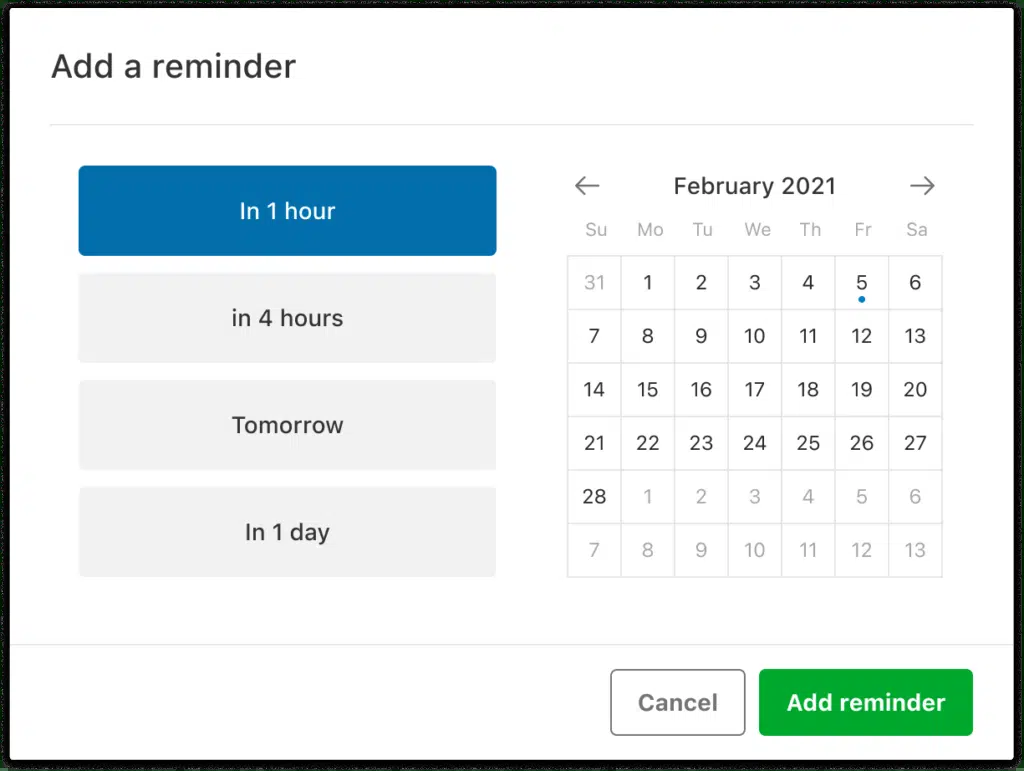 Add a reminder
In 1 hour
in 4 hours
Tomorrow
In 1 day
February 2021
Su Mo Tu We Th Fr Sa
31 1 2 3 4 5 6
7 8 9 10 11 12 13
14 15 16 17 18 19 20
21 22 23 24 25 26 27
28 1 2 3 4 5 6
7 8 9 10 11 12 13
Cancel Add reminder